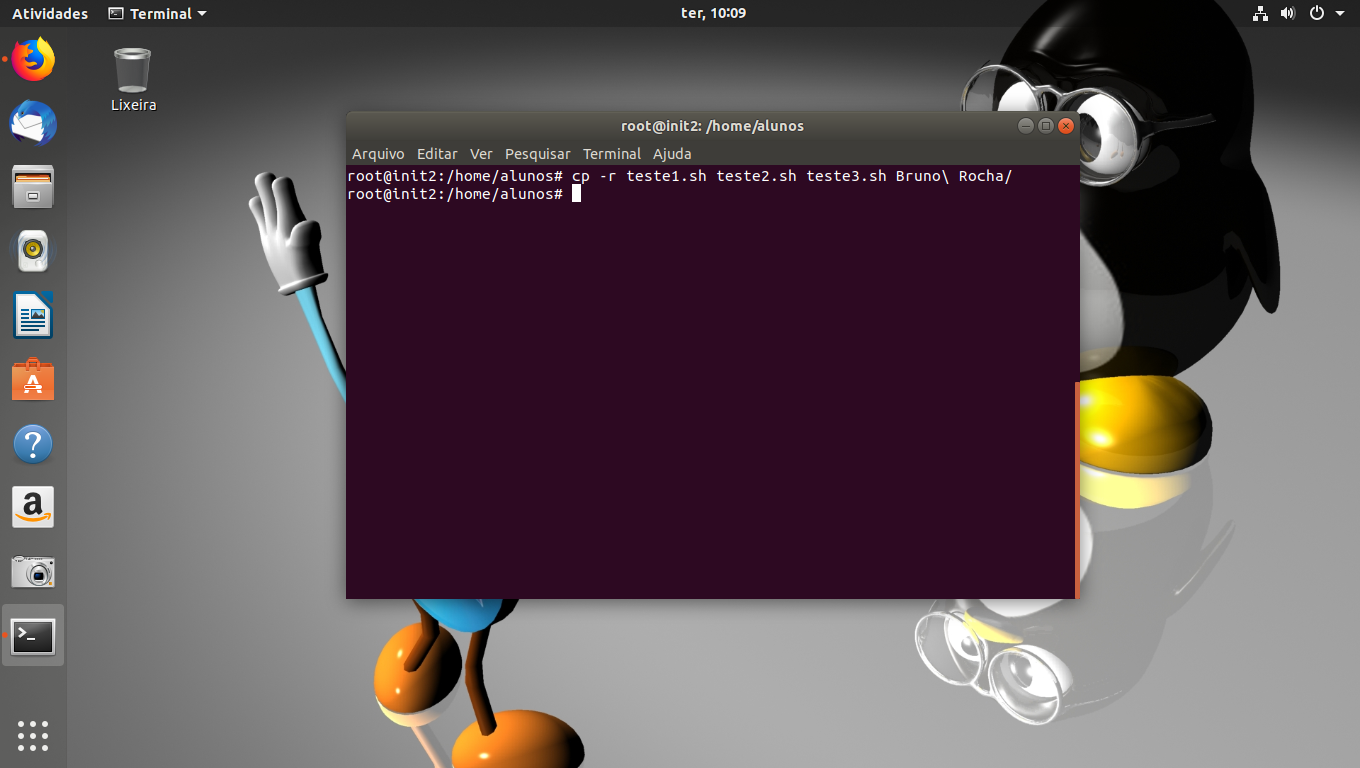 Atividades
Terminal
ter, 10:09
Lixeira
root@init2: /home/alunos
Arquivo Editar Ver Pesquisar Terminal Ajuda
root@init2:/home/alunos# cp -r teste1.sh teste2.sh teste3.sh Bruno\ Rocha/
root@init2:/home/alunos#